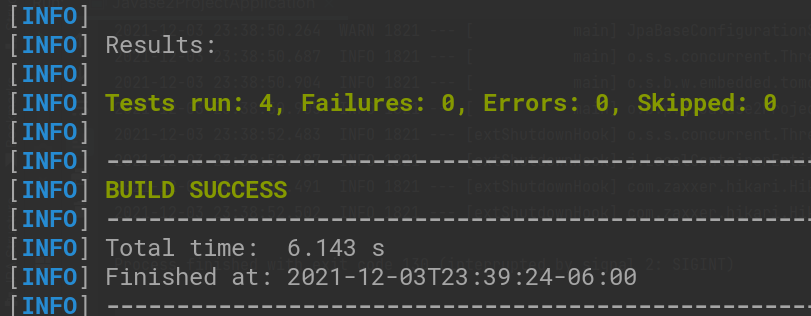 [INFO]
[INFO] Results:
[INFO]
[INFO] Tests run: 4, Failures: 0, Errors: 0, Skipped: 0
[INFO]
[INFO] ------------------------------------------------------
[INFO] BUILD SUCCESS
[INFO] ------------------------------------------------------
[INFO] Total time:  6.143 s
[INFO] Finished at: 2021-12-03T23:39:24-06:00
[INFO] ------------------------------------------------------